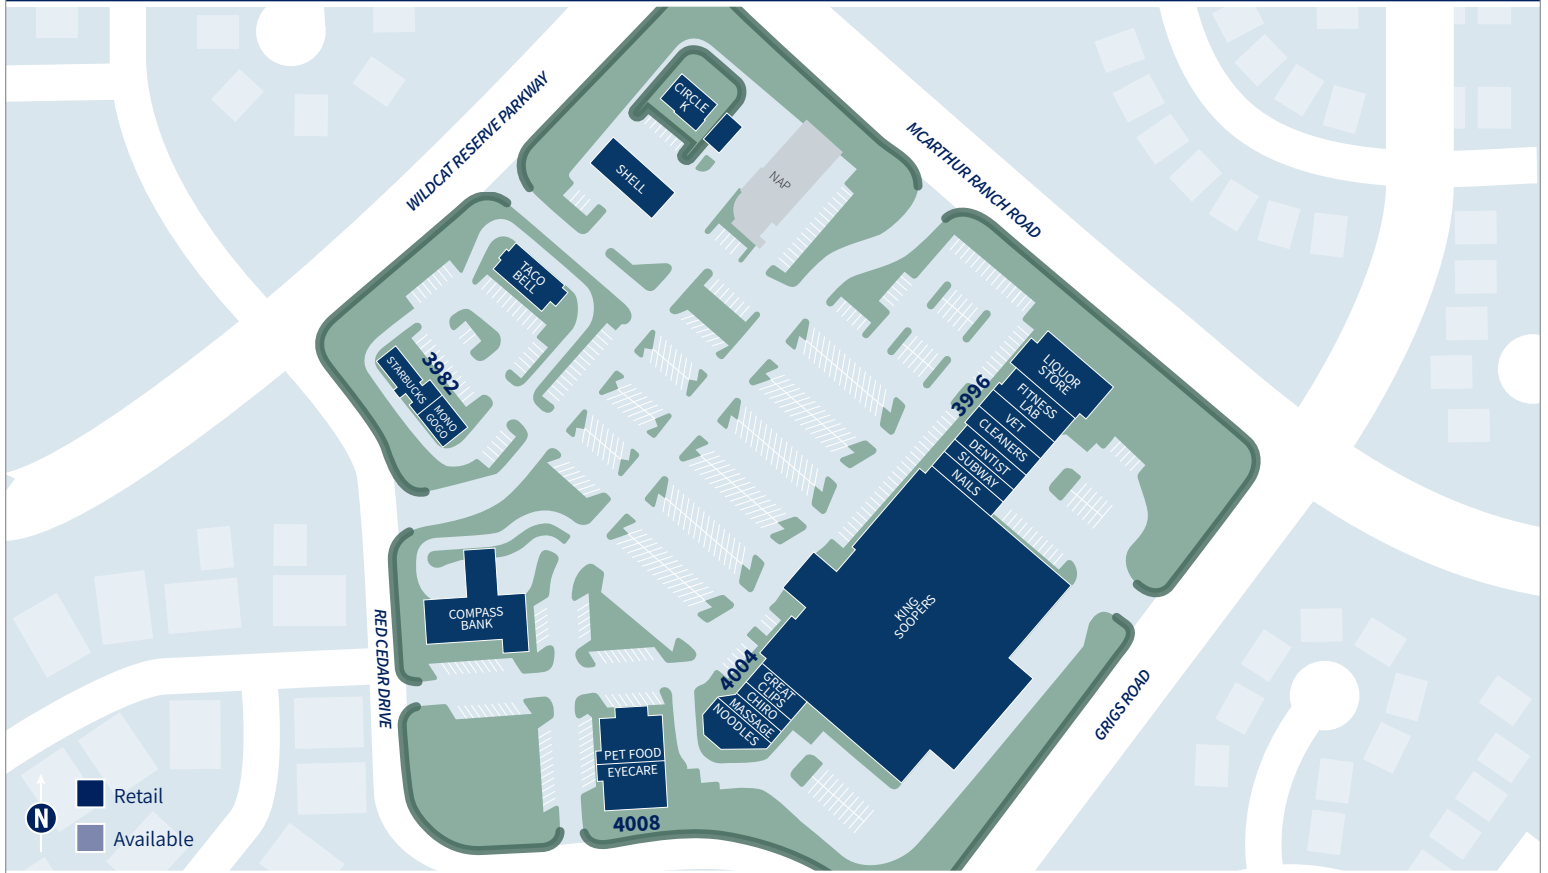 WILDCAT RESERVE PARKWAY
MCARTHUR RANCH ROAD
CIRCLE
K
SHELL
NAP
TACO
BELL
3982
STARBUCKS
MONO
GOGO
3996
LIQUOR
STORE
FITNESS
LAB
VET
CLEANERS
DENTIST
SUBWAY
NAILS
KING
SOOPERS
COMPASS
BANK
RED CEDAR DRIVE
4004
GREAT
CLIPS
CHIRO
MASSAGE
NOODLES
GRIGS ROAD
PET FOOD
EYECARE
4008
N
Retail
Available